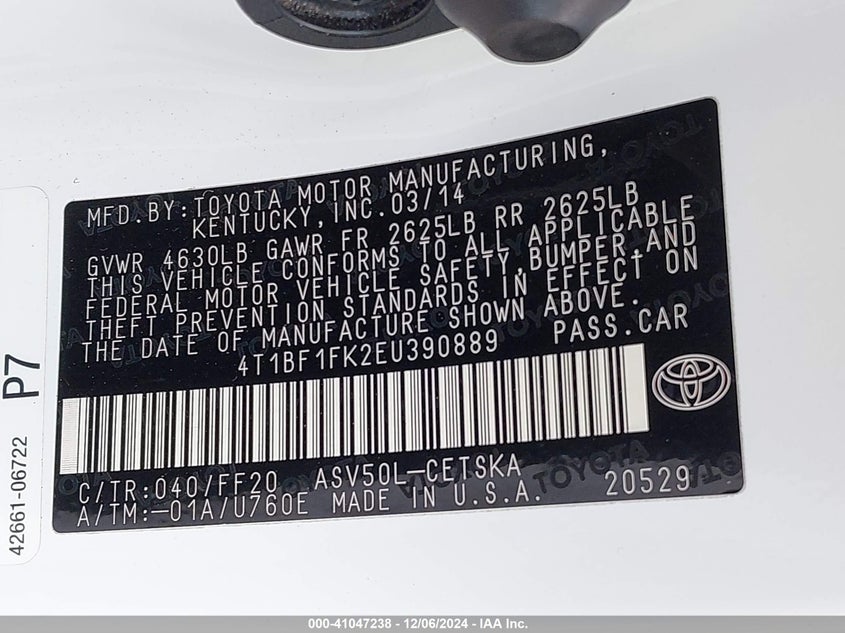 MFD. BY: TOYOTA MOTOR MANUFACTURING,
KENTUCKY, INC. 03/14
GVWR 4630LB GAWR FR 2625LB RR 2625LB
THIS VEHICLE CONFORMS TO ALL APPLICABLE
FEDERAL MOTOR VEHICLE SAFETY, BUMPER AND
THEFT PREVENTION STANDARDS IN EFFECT ON
THE DATE OF MANUFACTURE SHOWN ABOVE.
4T1BF1FK2EU390889 PASS. CAR
C/TR: 040/FF20 ASV50L-CETSKA
A/TM:-01A/U760E MADE IN U.S.A. 20529
TOYOTA
42661-06722 P7
000-41047238 - 12/06/2024 - IAA Inc.